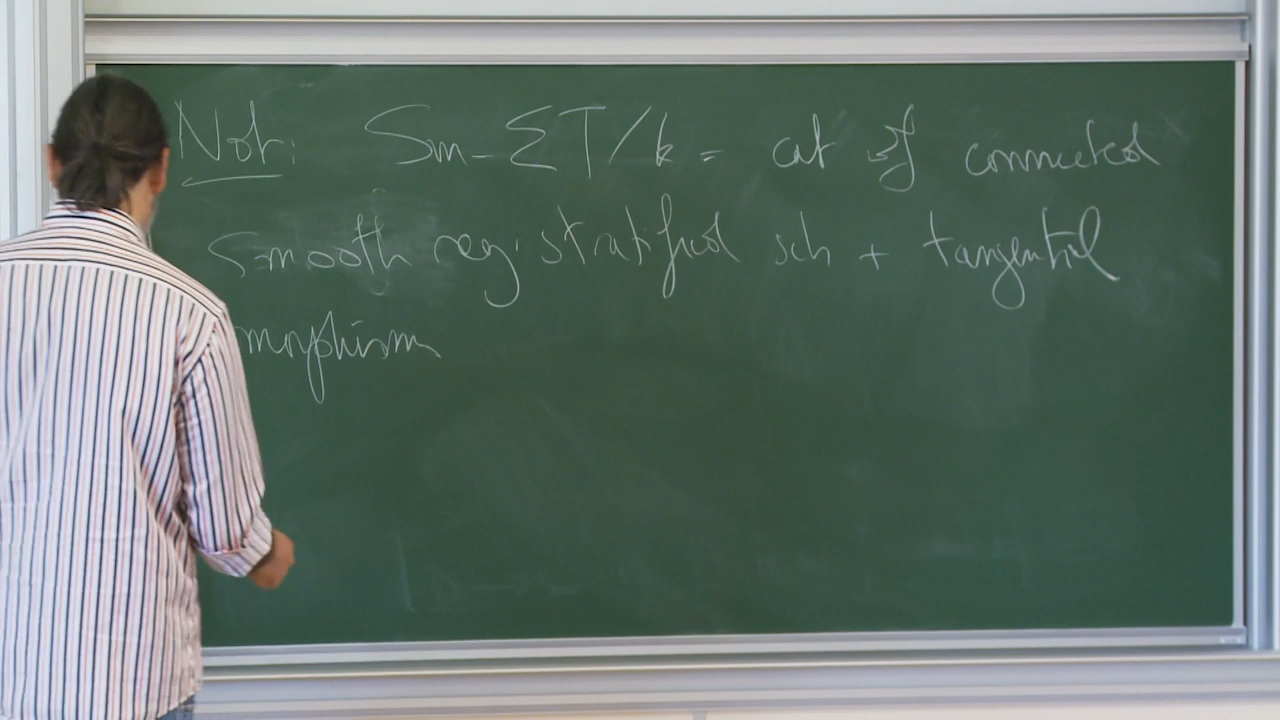 Not: Sm-ΣT/k = cat of connected
smooth reg. stratified sch + tangential
morphism